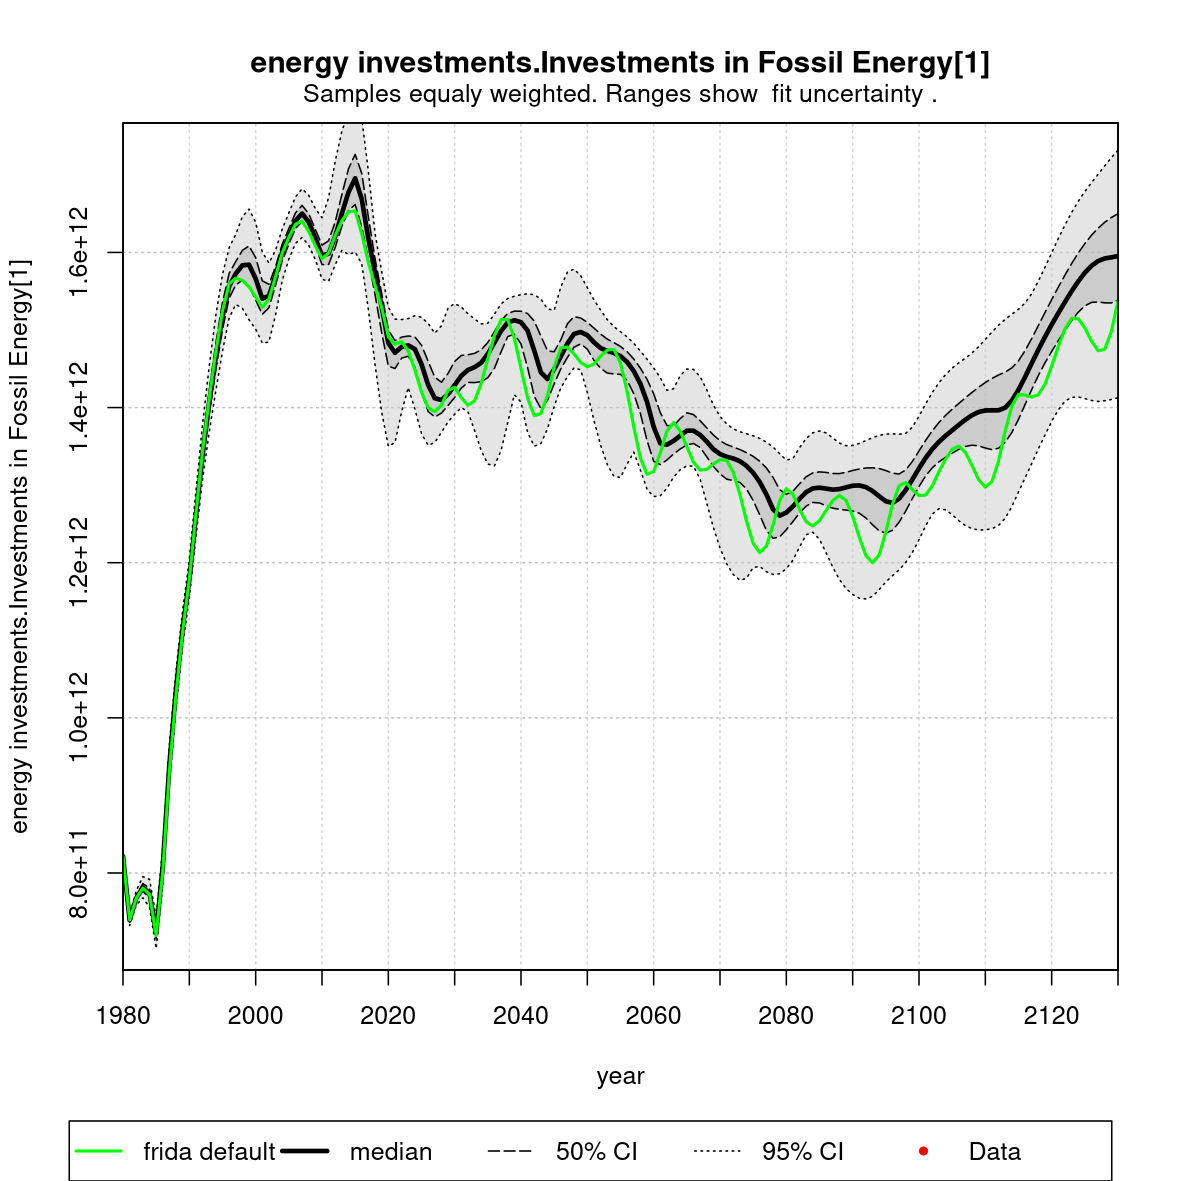 energy investments.Investments in Fossil Energy[1]
Samples equaly weighted. Ranges show  fit uncertainty .
energy investments.Investments in Fossil Energy[1]
1.6e+12
1.4e+12
1.2e+12
1.0e+12
8.0e+11
1980 2000 2020 2040 2060 2080 2100 2120
year
frida default median 50% CI 95% CI Data